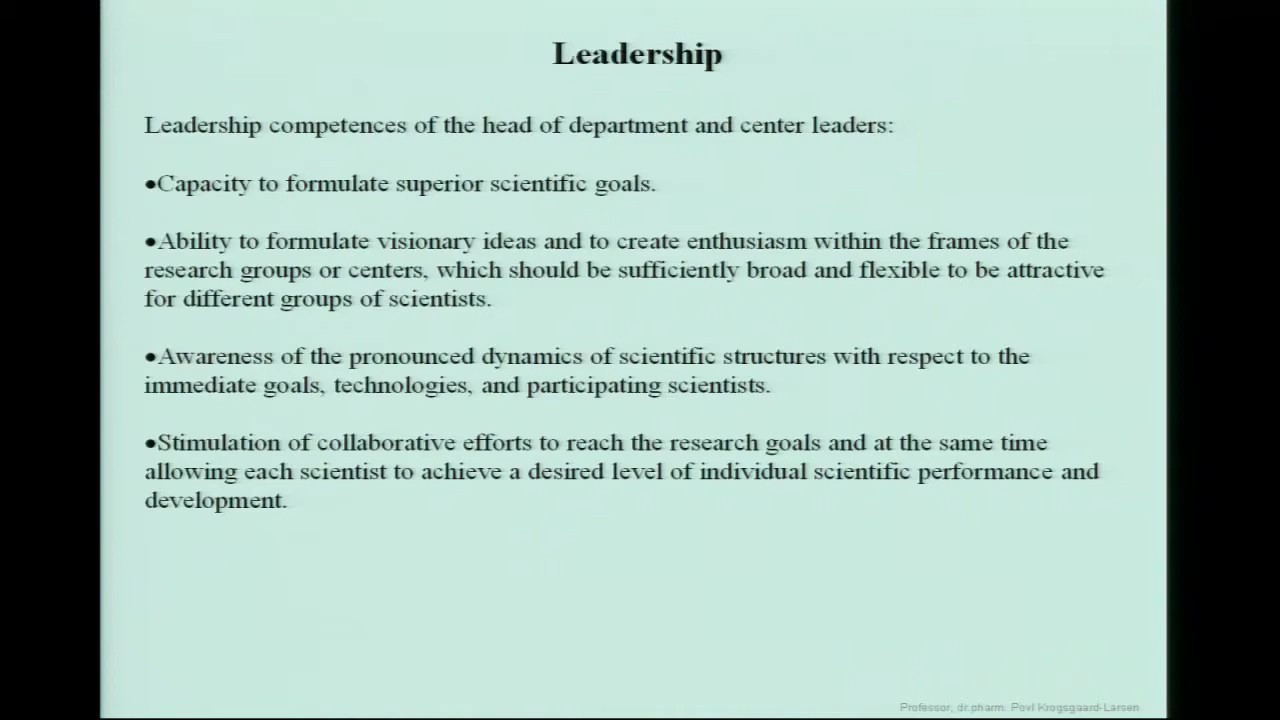 Leadership
Leadership competences of the head of department and center leaders:
•Capacity to formulate superior scientific goals.
•Ability to formulate visionary ideas and to create enthusiasm within the frames of the
research groups or centers, which should be sufficiently broad and flexible to be attractive
for different groups of scientists.
•Awareness of the pronounced dynamics of scientific structures with respect to the
immediate goals, technologies, and participating scientists.
•Stimulation of collaborative efforts to reach the research goals and at the same time
allowing each scientist to achieve a desired level of individual scientific performance and
development.
Professor, dr.pharm. Povl Krogsgaard-Larsen